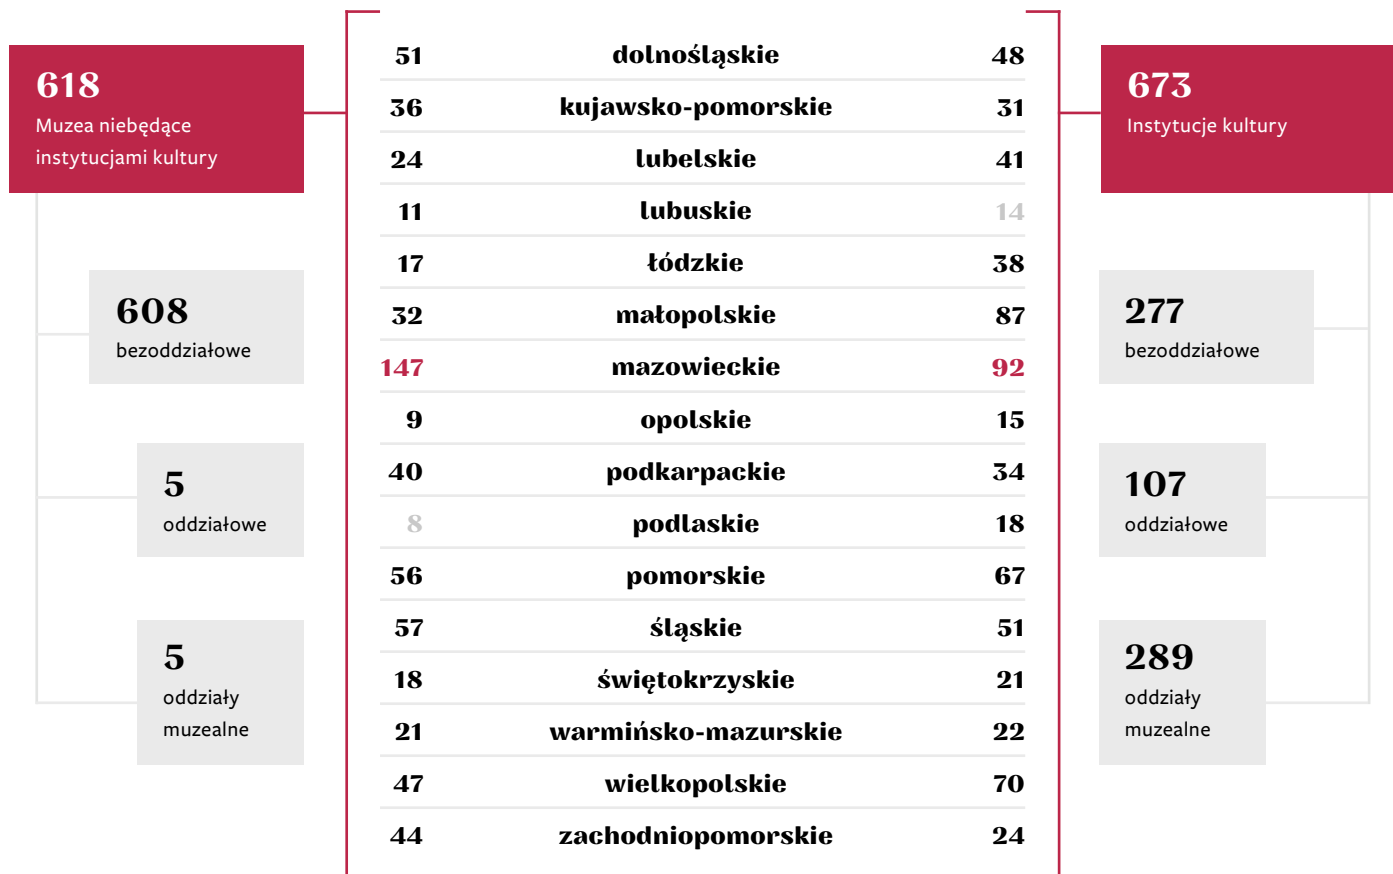 618
Muzea niebędące
instytucjami kultury
608
bezoddziałowe
5
oddziałowe
5
oddziały
muzealne
51 dolnośląskie 48
36 kujawsko-pomorskie 31
24 lubelskie 41
11 lubuskie 14
17 łódzkie 38
32 małopolskie 87
147 mazowieckie 92
9 opolskie 15
40 podkarpackie 34
8 podlaskie 18
56 pomorskie 67
57 śląskie 51
18 świętokrzyskie 21
21 warmińsko-mazurskie 22
47 wielkopolskie 70
44 zachodniopomorskie 24
673
Instytucje kultury
277
bezoddziałowe
107
oddziałowe
289
oddziały
muzealne